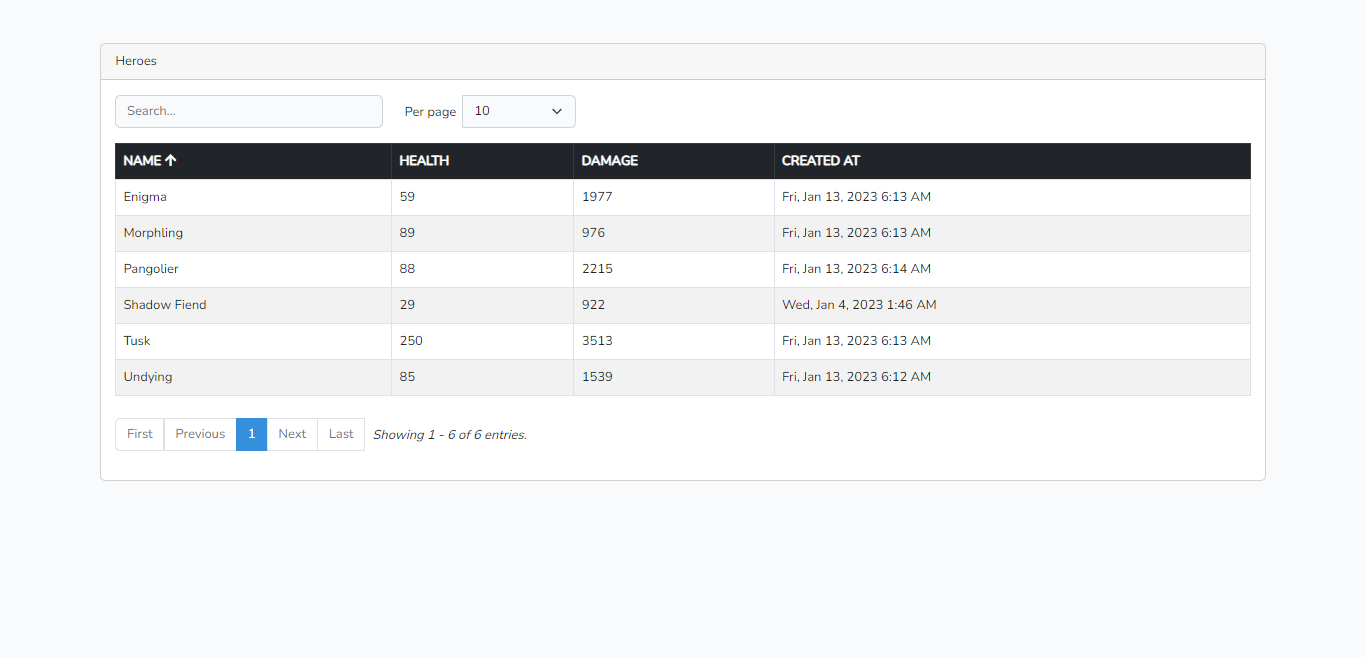 Heroes
Search...
Per page 10
NAME HEALTH DAMAGE CREATED AT
Enigma 59 1977 Fri, Jan 13, 2023 6:13 AM
Morphling 89 976 Fri, Jan 13, 2023 6:13 AM
Pangolier 88 2215 Fri, Jan 13, 2023 6:14 AM
Shadow Fiend 29 922 Wed, Jan 4, 2023 1:46 AM
Tusk 250 3513 Fri, Jan 13, 2023 6:13 AM
Undying 85 1539 Fri, Jan 13, 2023 6:12 AM
First Previous 1 Next Last Showing 1 - 6 of 6 entries.